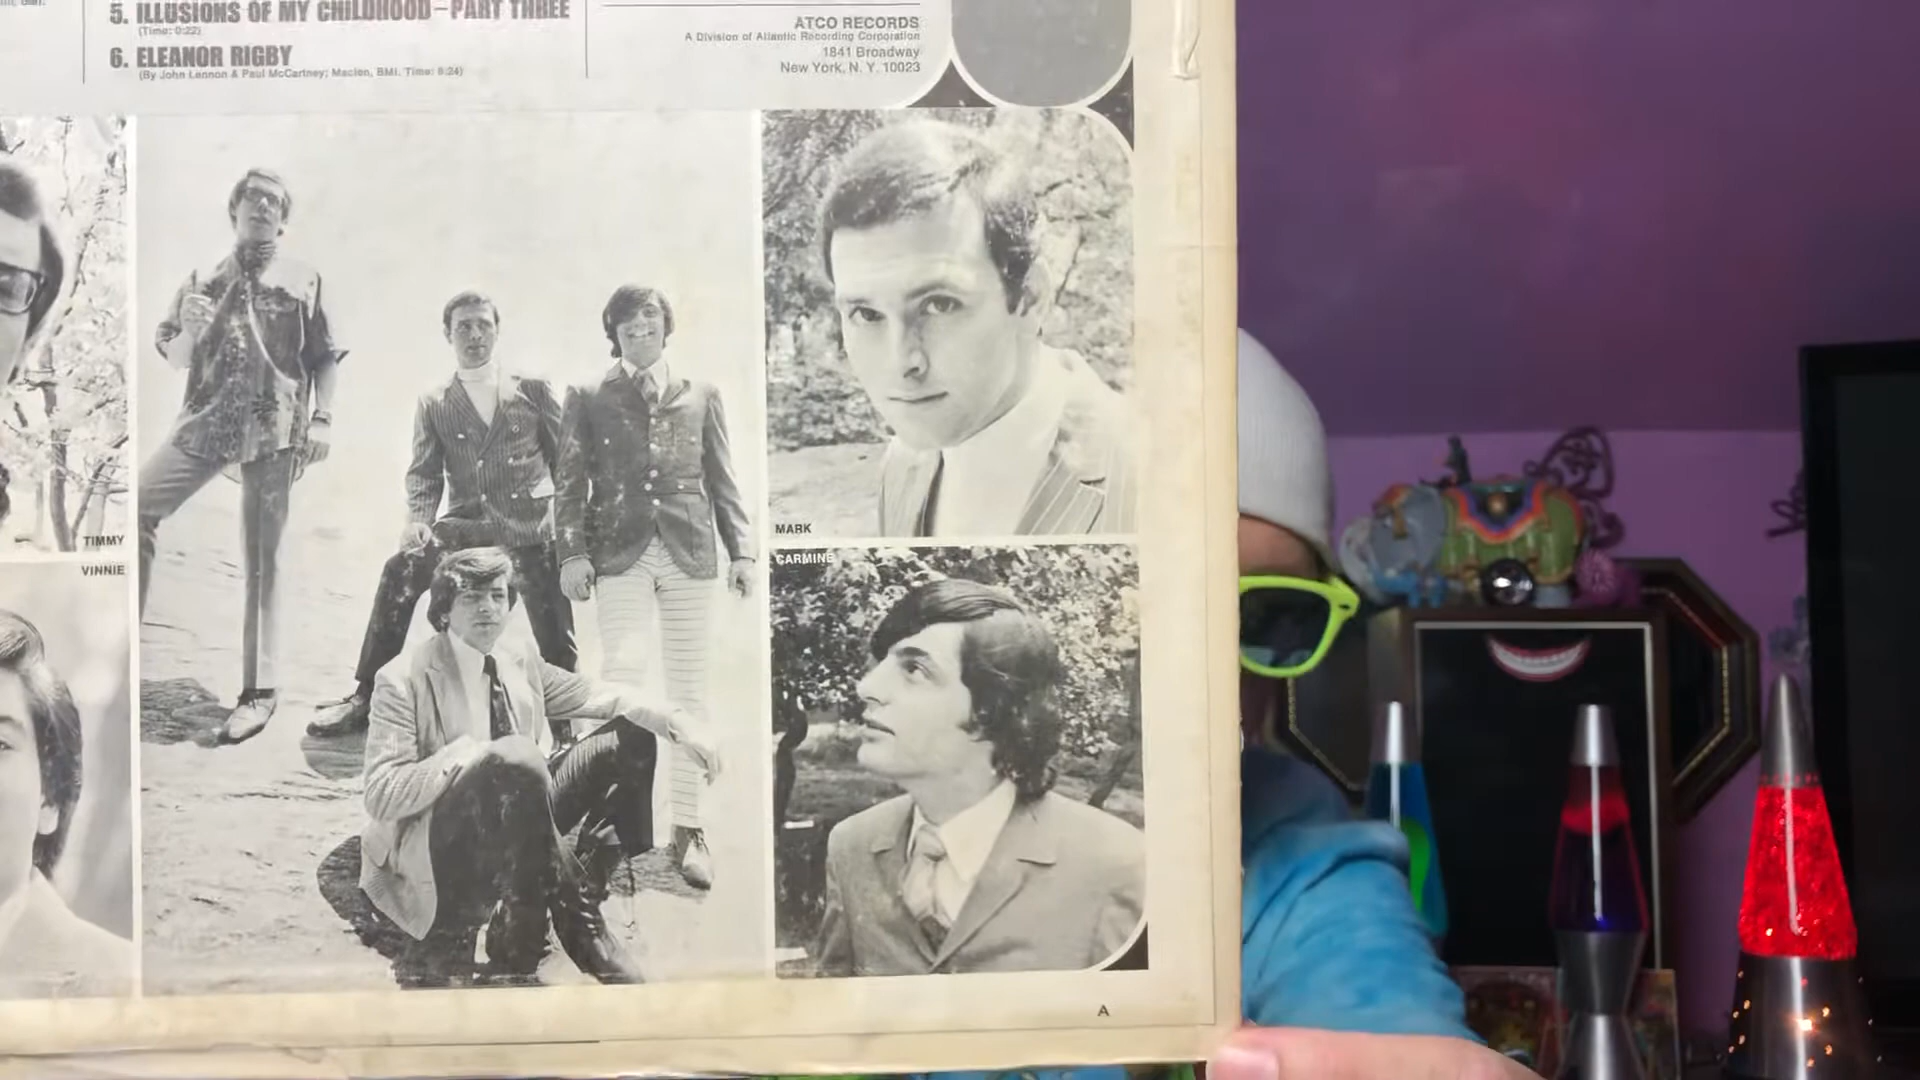 5. ILLUSIONS OF MY CHILDHOOD—PART THREE
(Time: 0:22)
6. ELEANOR RIGBY
(By John Lennon & Paul McCartney; Maclen, BMI. Time: 8:24)
ATCO RECORDS
A Division of Atlantic Recording Corporation
1841 Broadway
New York, N. Y. 10023
TIMMY
VINNIE
MARK
CARMINE
A